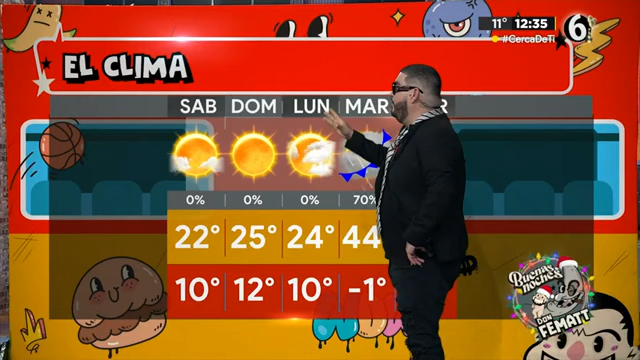 11° 12:35
#CercaDeTi
6
EL CLIMA
SAB DOM LUN MAR R
0% 0% 0% 70%
22° 25° 24° 44
10° 12° 10° -1°
Buenas
noches
DON
FEMATT